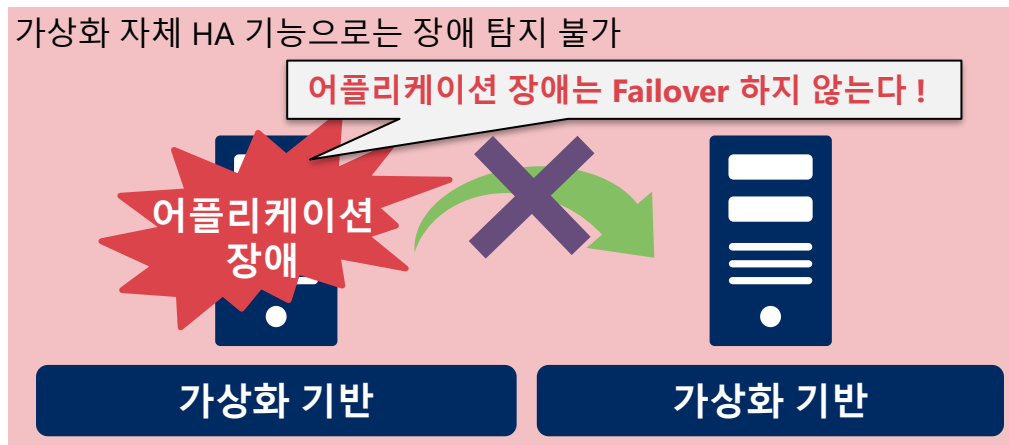 가상화 자체 HA 기능으로는 장애 탐지 불가
어플리케이션 장애는 Failover 하지 않는다 !
어플리케이션
장애
가상화 기반
가상화 기반